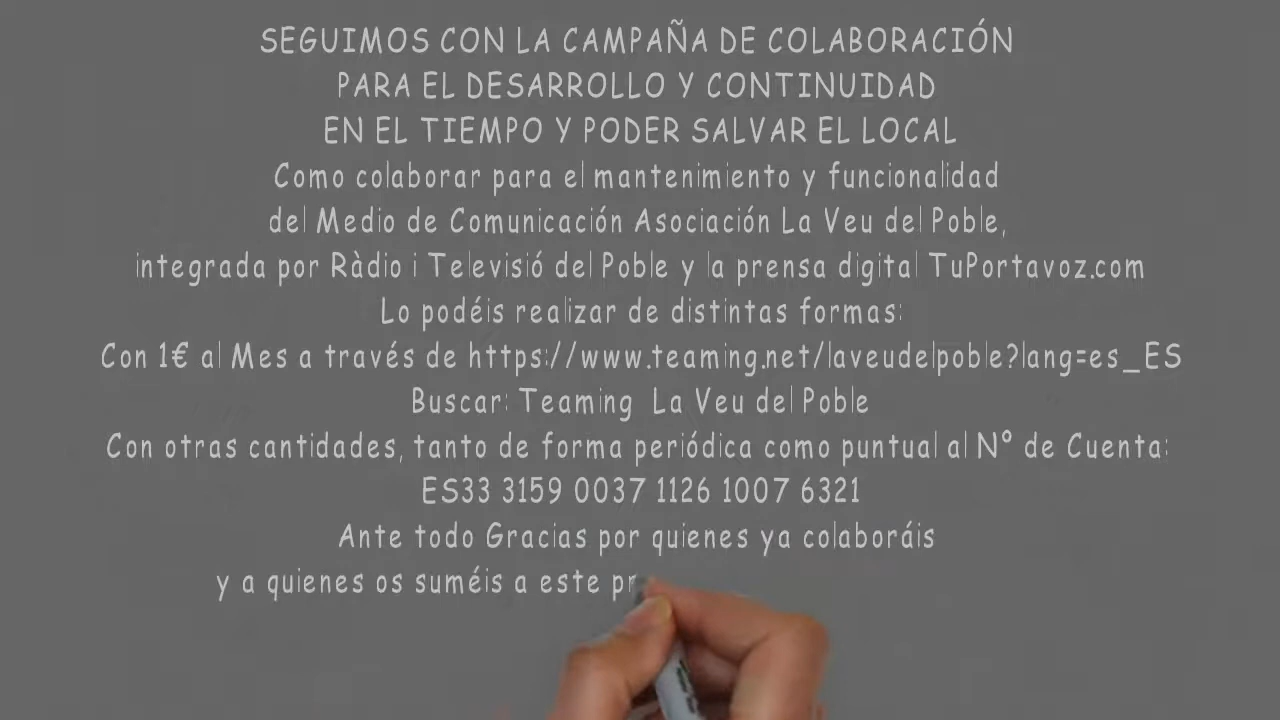 SEGUIMOS CON LA CAMPAÑA DE COLABORACIÓN
PARA EL DESARROLLO Y CONTINUIDAD
EN EL TIEMPO Y PODER SALVAR EL LOCAL
Como colaborar para el mantenimiento y funcionalidad
del Medio de Comunicación Asociación La Veu del Poble,
integrada por Ràdio i Televisió del Poble y la prensa digital TuPortavoz.com
Lo podéis realizar de distintas formas:
Con 1€ al Mes a través de https://www.teaming.net/laveudelpoble?lang=es_ES
Buscar: Teaming La Veu del Poble
Con otras cantidades, tanto de forma periódica como puntual al Nº de Cuenta:
ES33 3159 0037 1126 1007 6321
Ante todo Gracias por quienes ya colaboráis
y a quienes os suméis a este pr